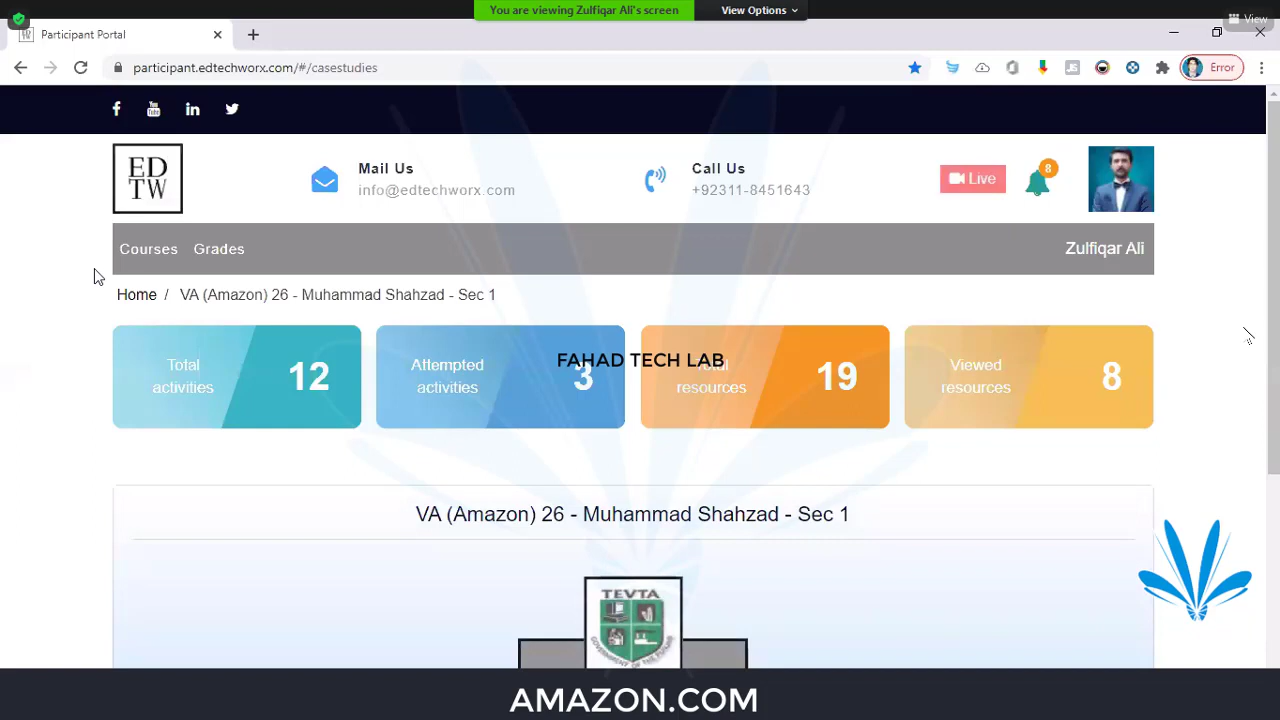 You are viewing Zulfiqar Ali's screen
View Options
View
Participant Portal
participant.edtechworx.com/#/casestudies
Error
ED
TW
Mail Us
info@edtechworx.com
Call Us
+92311-8451643
Live
8
Courses
Grades
Zulfiqar Ali
Home / VA (Amazon) 26 - Muhammad Shahzad - Sec 1
Total
activities
12
Attempted
activities
3
FAHAD TECH LAB
Total
resources
19
Viewed
resources
8
VA (Amazon) 26 - Muhammad Shahzad - Sec 1
TEVTA
AMAZON.COM